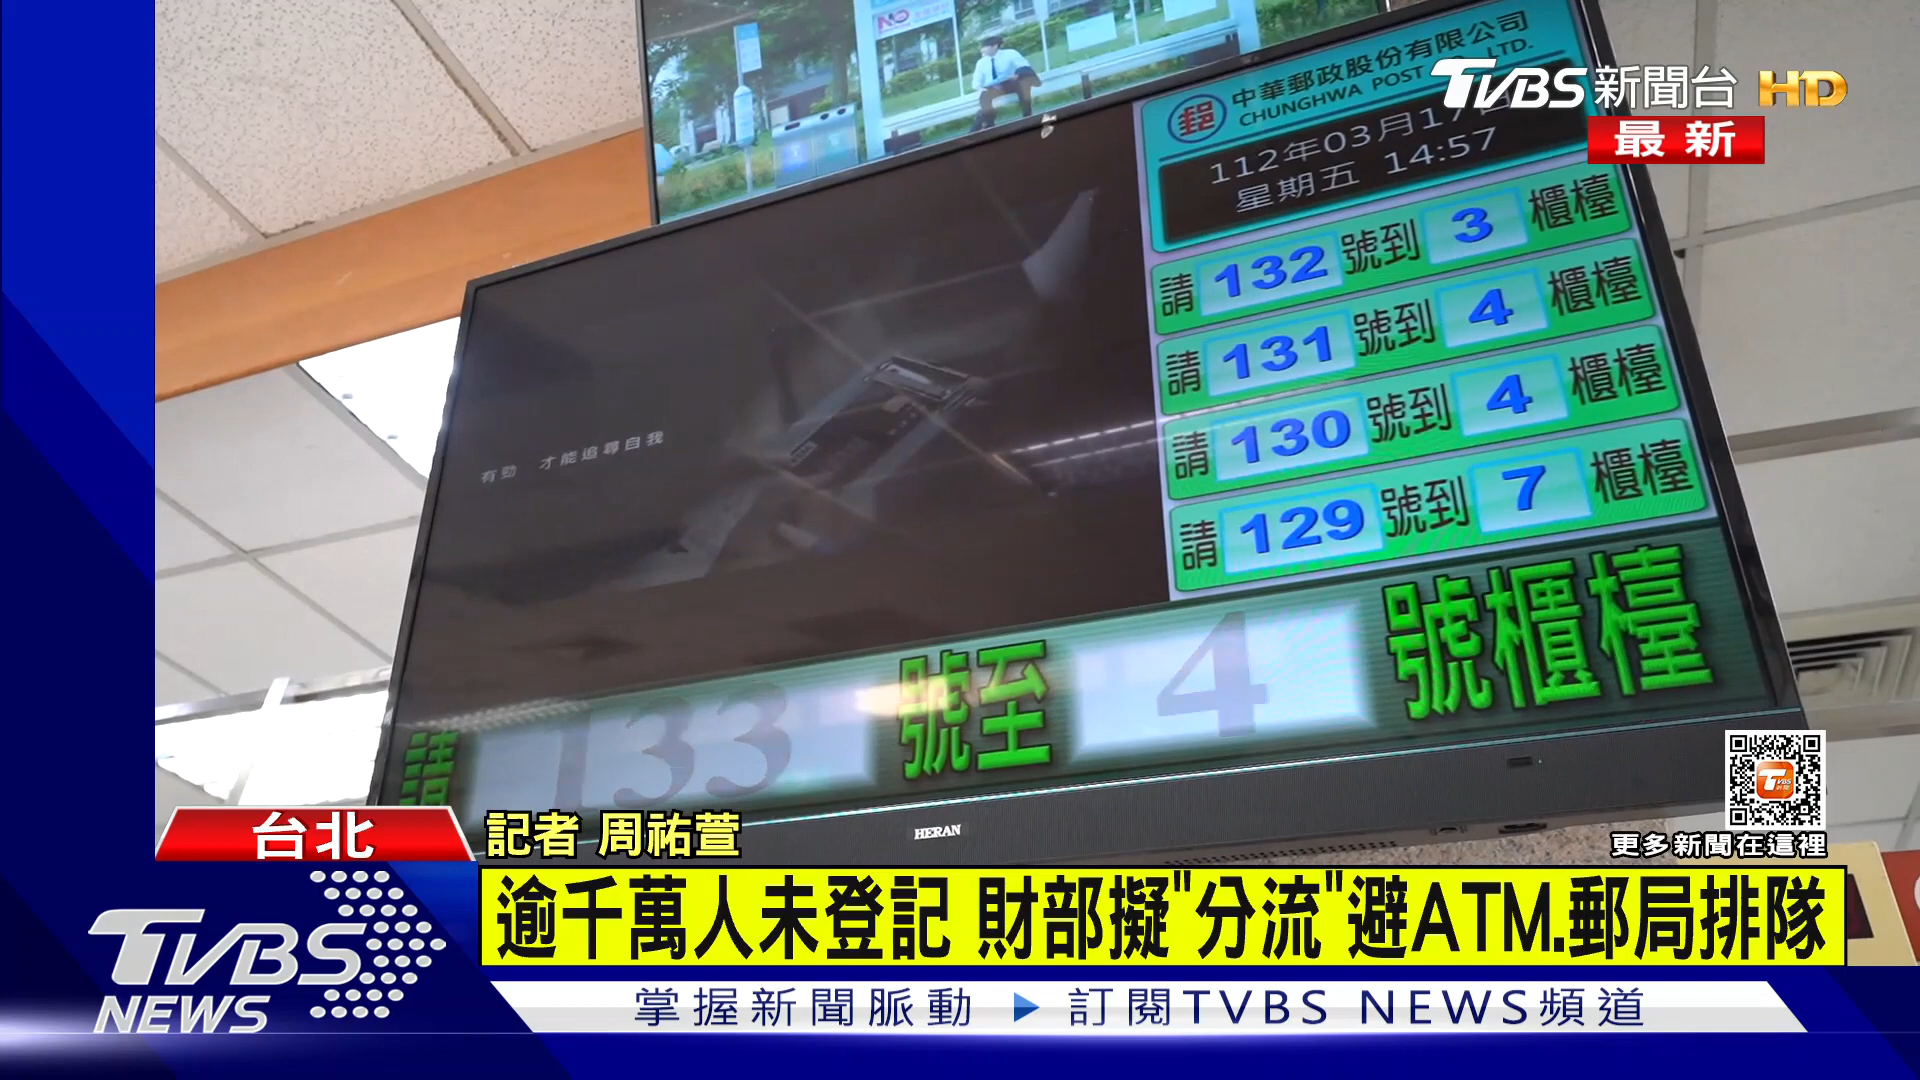 NO
中華郵政股份有限公司
CHUNGHWA POST
LTD.
TVBS新聞台 HD
最新
112年03月17日
星期五 14:57
請 132 號到 3 櫃檯
請 131 號到 4 櫃檯
請 130 號到 4 櫃檯
請 129 號到 7 櫃檯
有勁 才能追尋自我
請 133 號至 4 號櫃檯
HERAN
TVBS
更多新聞在這裡
台北
記者 周祐萱
逾千萬人未登記 財部擬"分流"避ATM.郵局排隊
TVBS
NEWS
掌握新聞脈動 ▶ 訂閱TVBS NEWS頻道